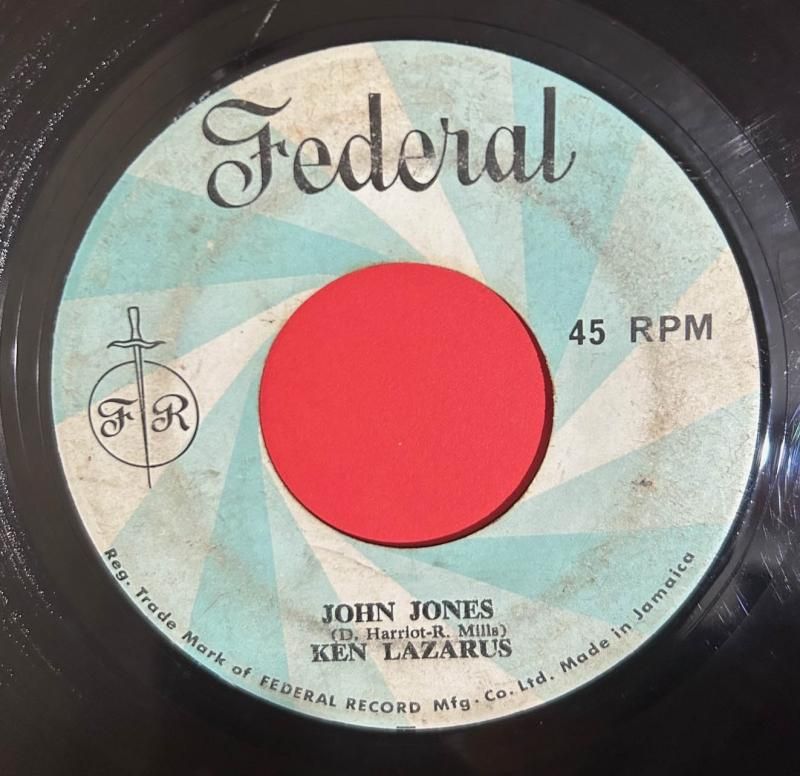 Federal
45 RPM
F R
JOHN JONES
(D. Harriot-R. Mills)
KEN LAZARUS
Reg. Trade Mark of FEDERAL RECORD Mfg. Co. Ltd. Made in Jamaica